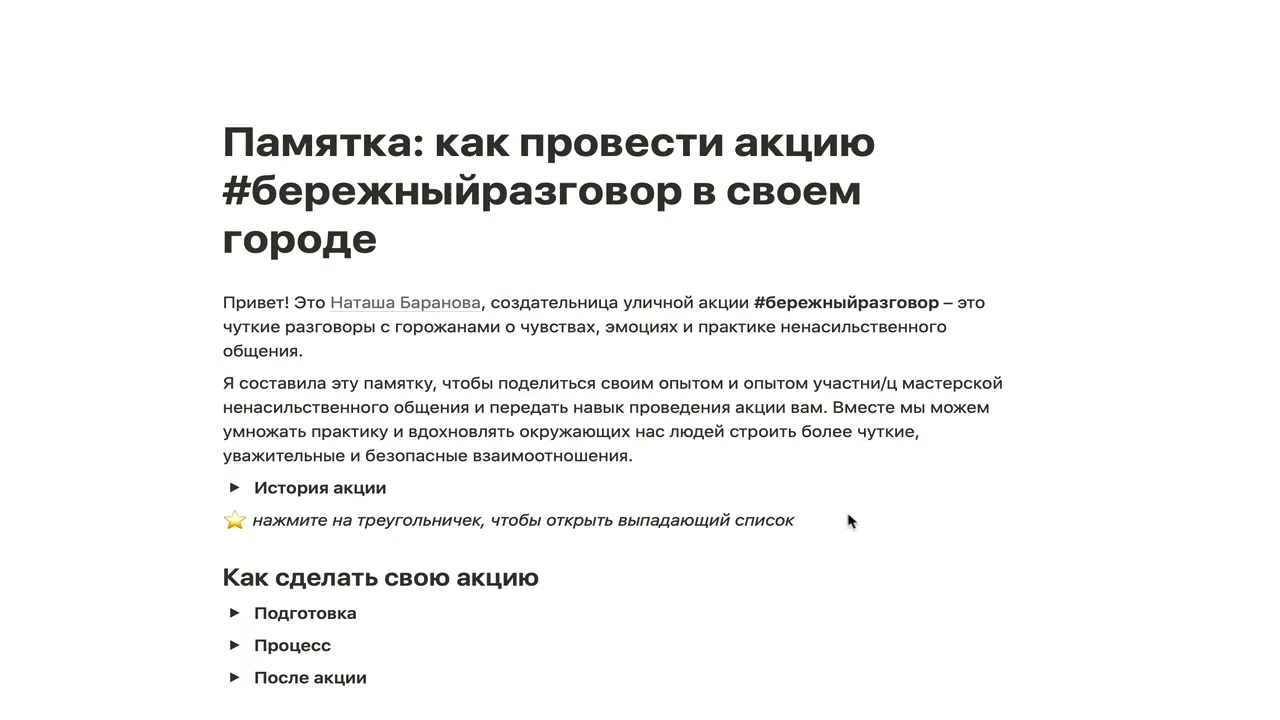 Памятка: как провести акцию
#бережныйразговор в своем
городе
Привет! Это Наташа Баранова, создательница уличной акции #бережныйразговор – это
чуткие разговоры с горожанами о чувствах, эмоциях и практике ненасильственного
общения.
Я составила эту памятку, чтобы поделиться своим опытом и опытом участни/ц мастерской
ненасильственного общения и передать навык проведения акции вам. Вместе мы можем
умножать практику и вдохновлять окружающих нас людей строить более чуткие,
уважительные и безопасные взаимоотношения.
История акции
нажмите на треугольничек, чтобы открыть выпадающий список
Как сделать свою акцию
Подготовка
Процесс
После акции